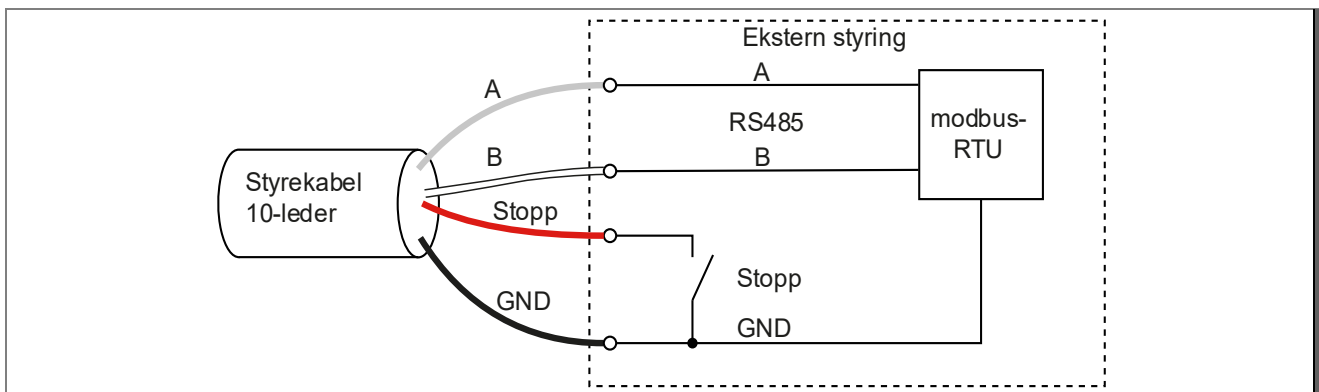 Ekstern styring
A
A
RS485
modbus-
RTU
B
B
Styrekabel
10-leder
Stopp
Stopp
GND
GND